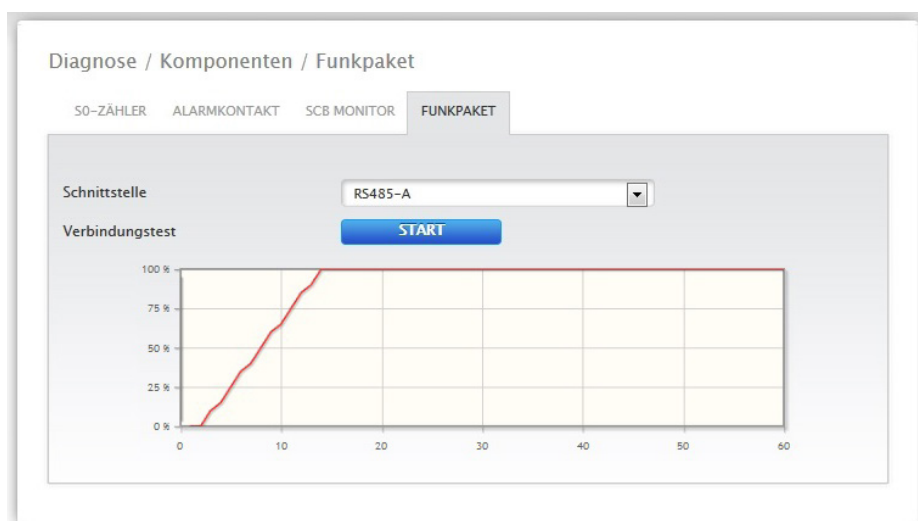 Diagnose / Komponenten / Funkpaket
S0-ZÄHLER ALARMKONTAKT SCB MONITOR FUNKPAKET
Schnittstelle RS485-A
Verbindungstest START
100 %
75 %
50 %
25 %
0 %
0 10 20 30 40 50 60